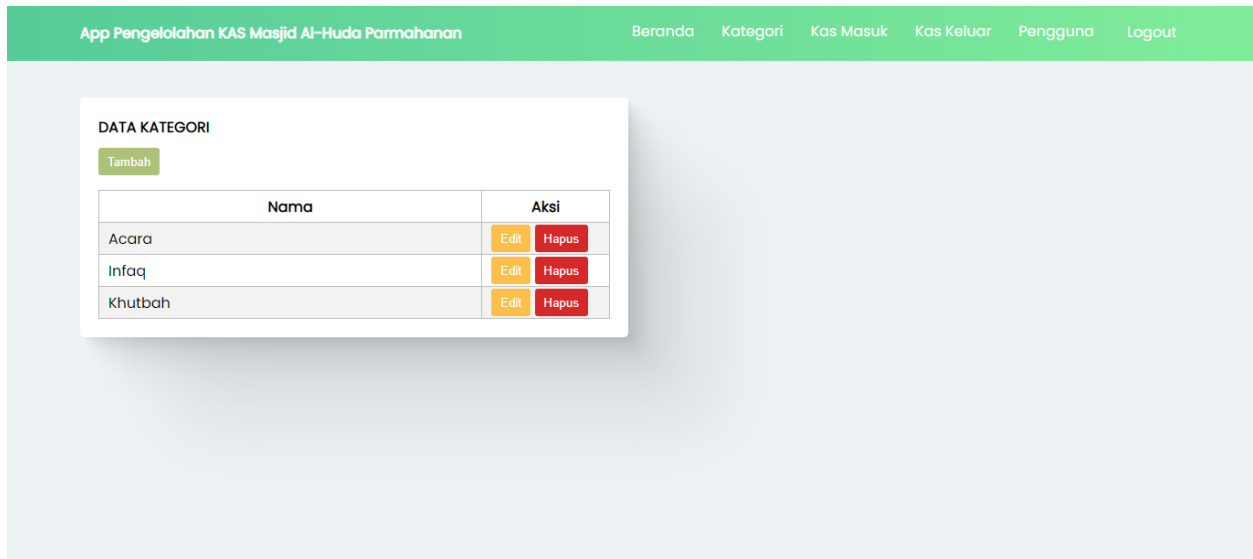 App Pengelolahan KAS Masjid Al-Huda Parmahanan Beranda Kategori Kas Masuk Kas Keluar Pengguna Logout
DATA KATEGORI
Tambah
Nama Aksi
Acara Edit Hapus
Infaq Edit Hapus
Khutbah Edit Hapus